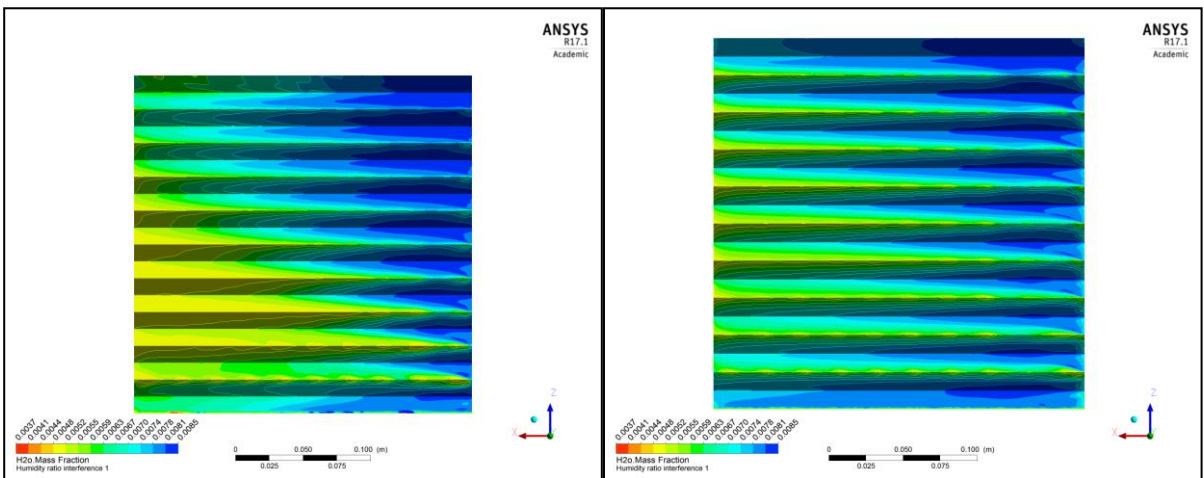 ANSYS
R17.1
Academic
0.0037
0.0041
0.0044
0.0048
0.0052
0.0055
0.0059
0.0063
0.0067
0.0070
0.0074
0.0078
0.0081
0.0085
H2o.Mass Fraction
Humidity ratio interference 1
0 0.050 0.100 (m)
0.025 0.075
Z
X
ANSYS
R17.1
Academic
0.0037
0.0041
0.0044
0.0048
0.0052
0.0055
0.0059
0.0063
0.0067
0.0070
0.0074
0.0078
0.0081
0.0085
H2o.Mass Fraction
Humidity ratio interference 1
0 0.050 0.100 (m)
0.025 0.075
Z
X